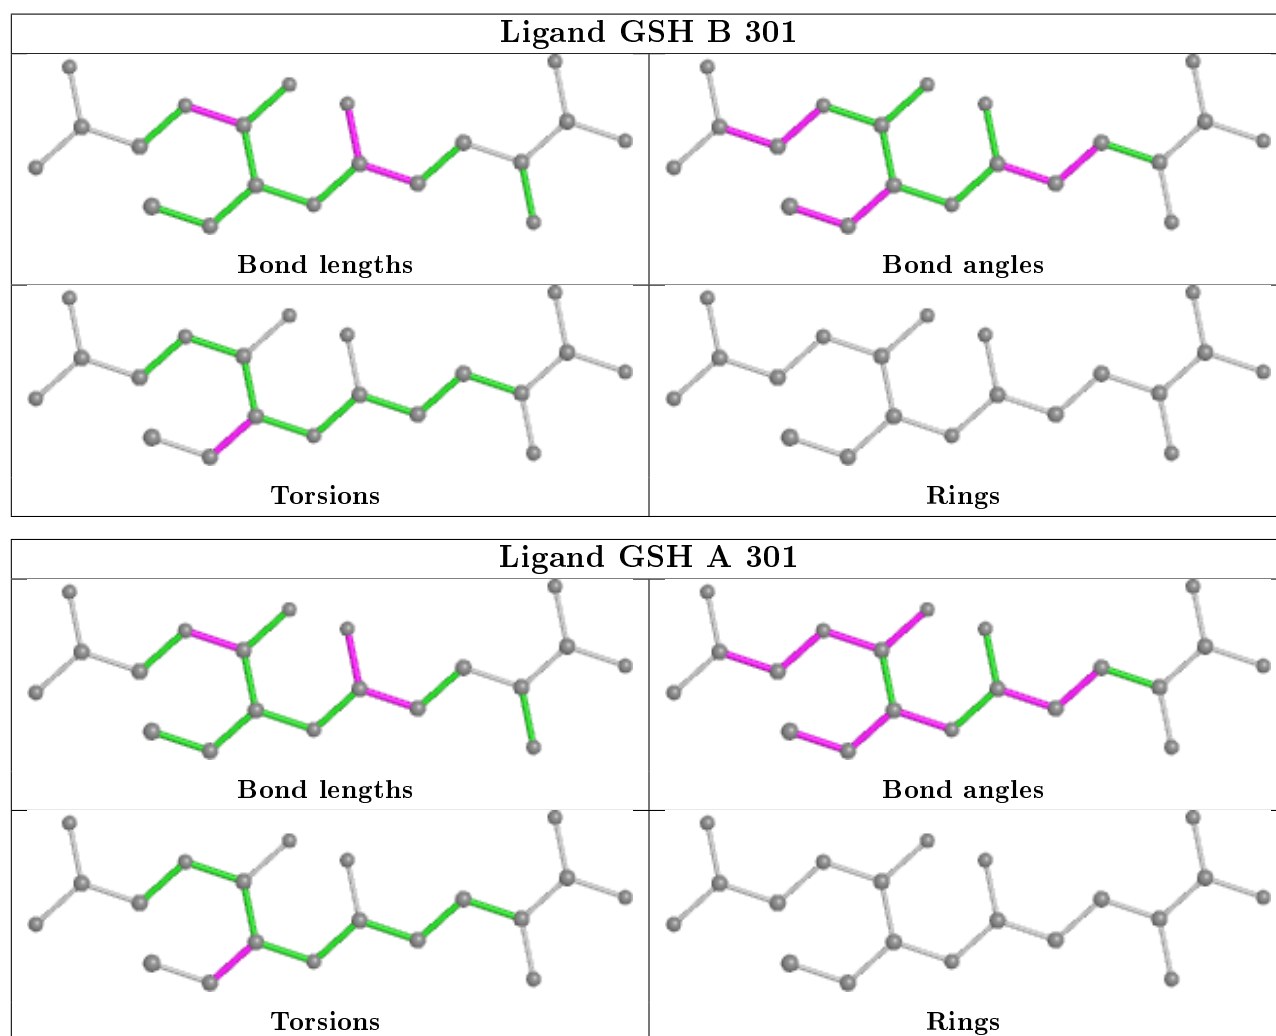 Ligand GSH B 301
Bond lengths
Bond angles
Torsions
Rings
Ligand GSH A 301
Bond lengths
Bond angles
Torsions
Rings